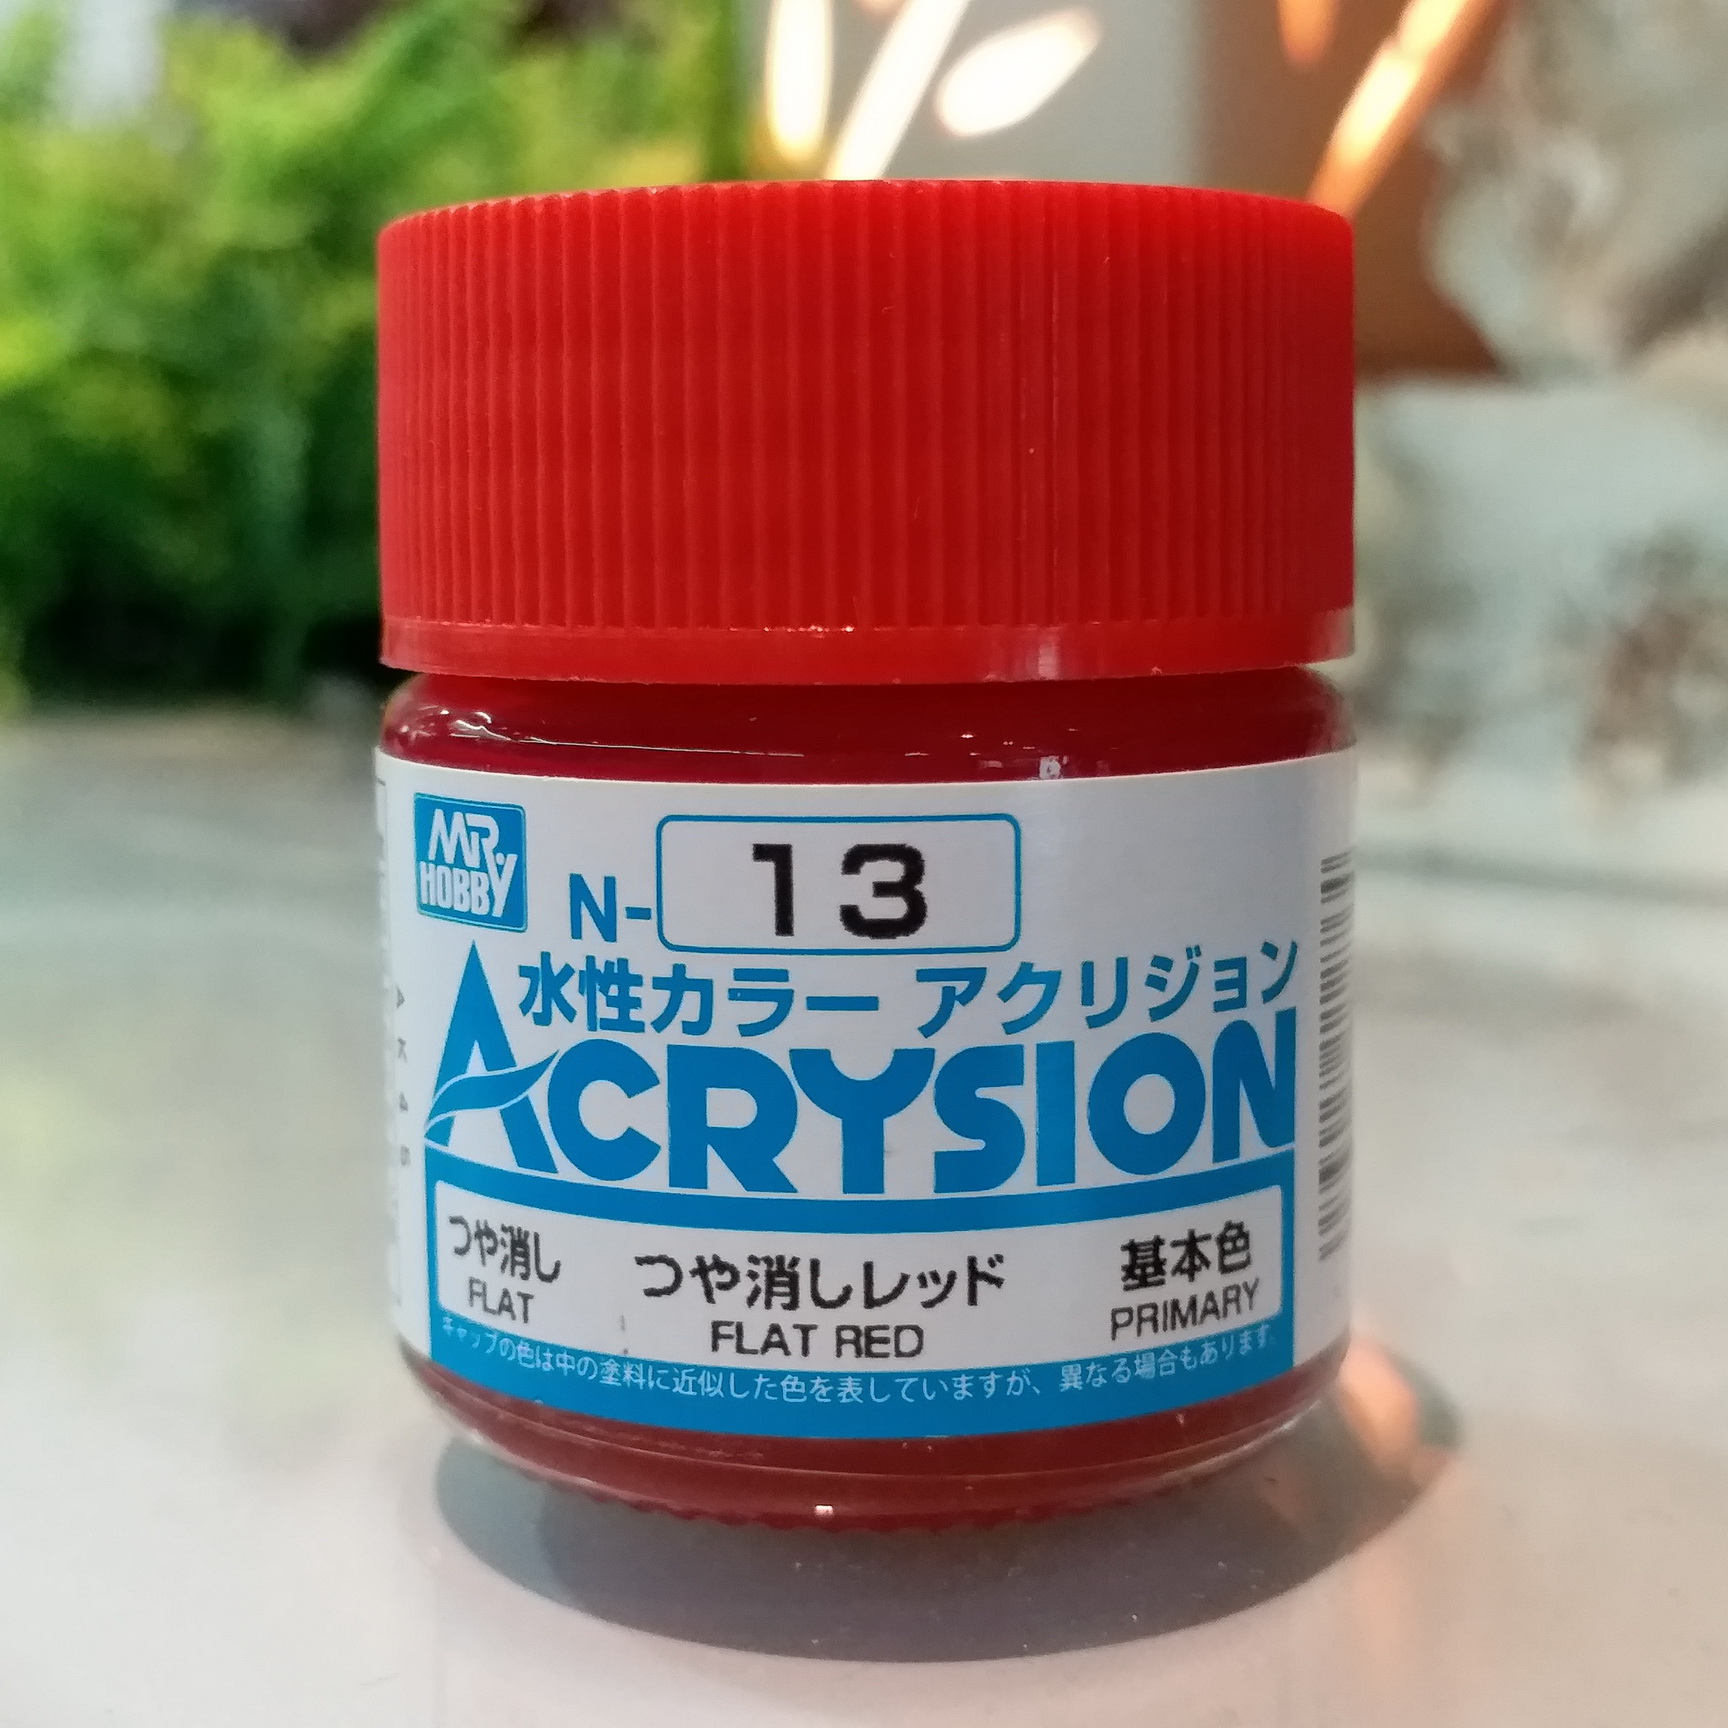 MR. HOBBY
N-13
水性カラー アクリジョン
ACRYSION
つや消し
FLAT
つや消しレッド
FLAT RED
基本色
PRIMARY
キャップの色は中の塗料に近似した色を表していますが、異なる場合もあります。